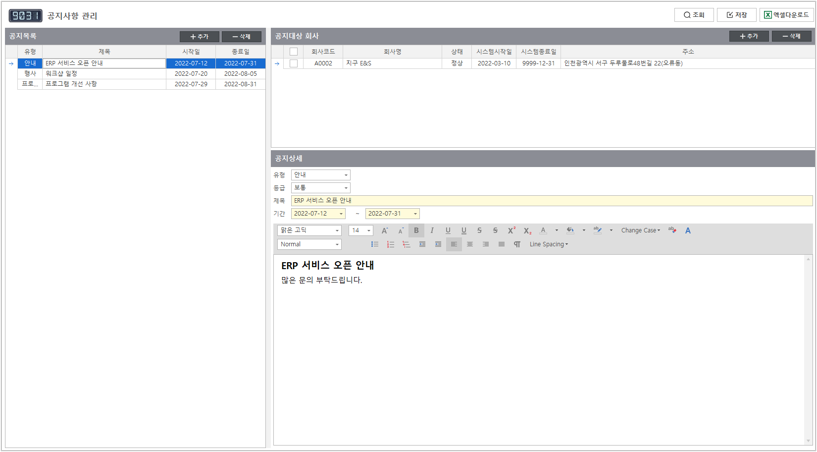 9031 공지사항 관리
조회 저장 엑셀다운로드
공지목록 + 추가 — 삭제
유형 제목 시작일 종료일
안내 ERP 서비스 오픈 안내 2022-07-12 2022-07-31
행사 워크샵 일정 2022-07-20 2022-08-05
프로... 프로그램 개선 사항 2022-07-29 2022-08-31
공지대상 회사 + 추가 — 삭제
회사코드 회사명 상태 시스템시작일 시스템종료일 주소
A0002 지구 E&S 정상 2022-03-10 9999-12-31 인천광역시 서구 두루물로48번길 22(오류동)
공지상세
유형 안내
등급 보통
제목 ERP 서비스 오픈 안내
기간 2022-07-12 ~ 2022-07-31
맑은 고딕 14 A A B I U U S S X X A Change Case A
Normal Line Spacing
ERP 서비스 오픈 안내
많은 문의 부탁드립니다.